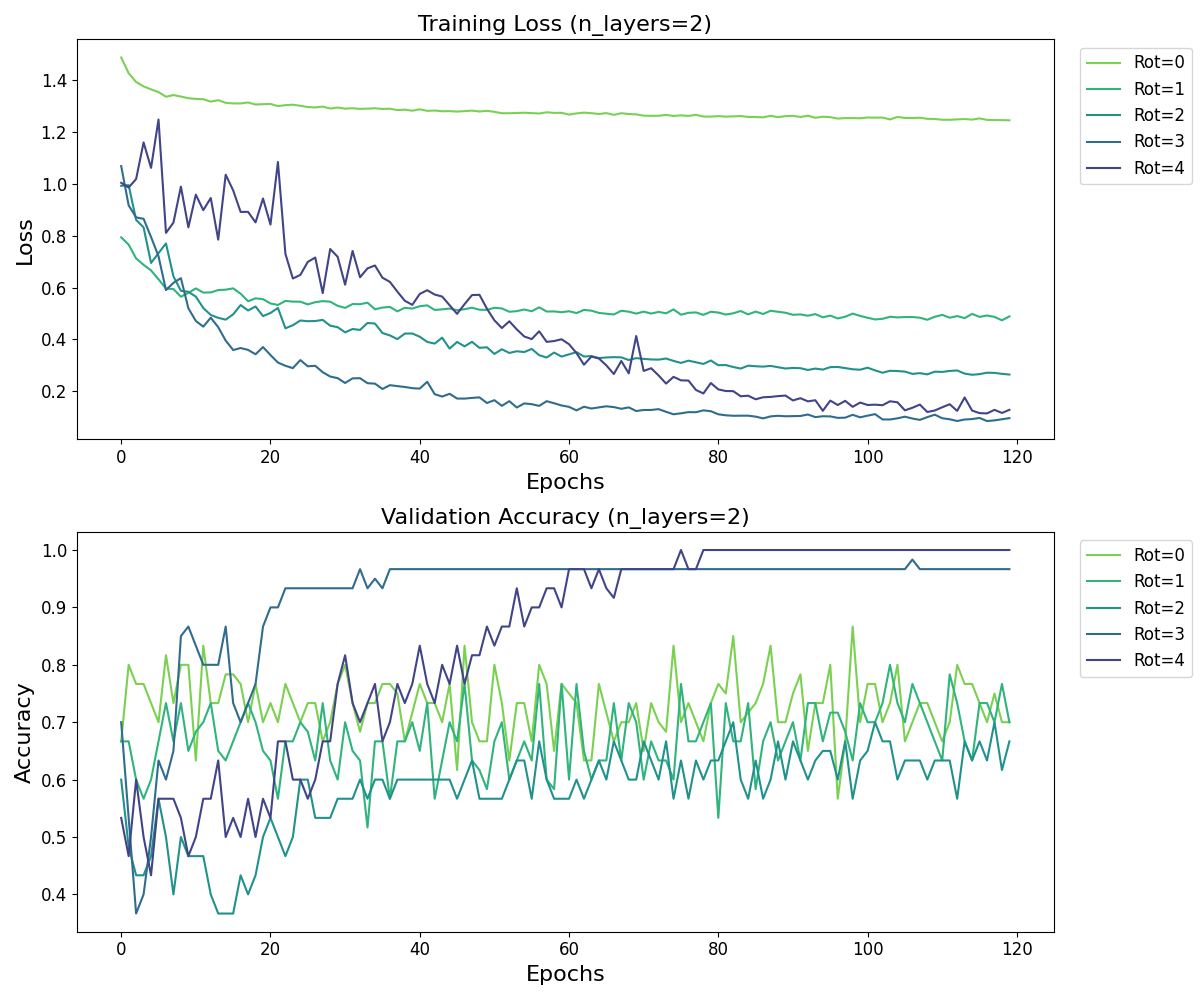 Training Loss (n_layers=2)
Loss
1.4
1.2
1.0
0.8
0.6
0.4
0.2
0 20 40 60 80 100 120
Epochs
Rot=0
Rot=1
Rot=2
Rot=3
Rot=4
Validation Accuracy (n_layers=2)
Accuracy
1.0
0.9
0.8
0.7
0.6
0.5
0.4
0 20 40 60 80 100 120
Epochs
Rot=0
Rot=1
Rot=2
Rot=3
Rot=4